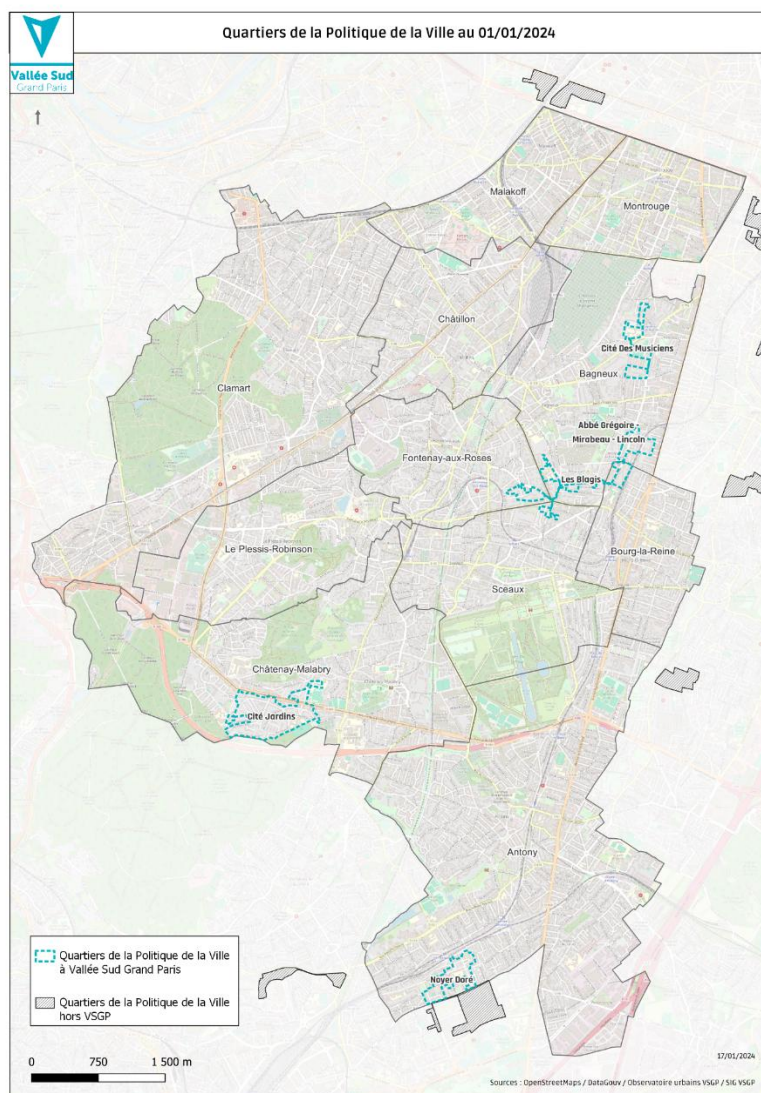 Quartiers de la Politique de la Ville au 01/01/2024
Vallée Sud
Grand Paris
Malakoff
Montrouge
Châtillon
Cité Des Musiciens
Bagneux
Clamart
Abbé Grégoire -
Mirabeau - Lincoln
Fontenay-aux-Roses
Les Blagis
Le Plessis-Robinson
Bourg-la-Reine
Sceaux
Châtenay-Malabry
Cité Jardins
Antony
Noyer Doré
Quartiers de la Politique de la Ville
à Vallée Sud Grand Paris
Quartiers de la Politique de la Ville
hors VSGP
0 750 1 500 m
17/01/2024
Sources : OpenStreetMaps / DataGouv / Observatoire urbains VSGP / SIG VSGP